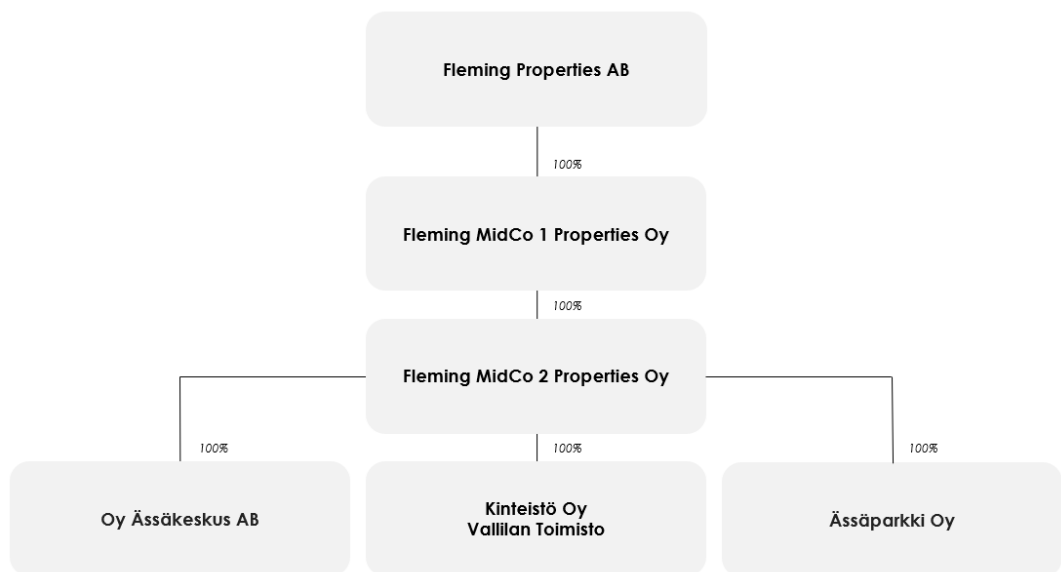 Fleming Properties AB
100%
Fleming MidCo 1 Properties Oy
100%
Fleming MidCo 2 Properties Oy
100%
100%
100%
Oy Ässäkeskus AB
Kinteistö Oy
Vallilan Toimisto
Ässäparkki Oy